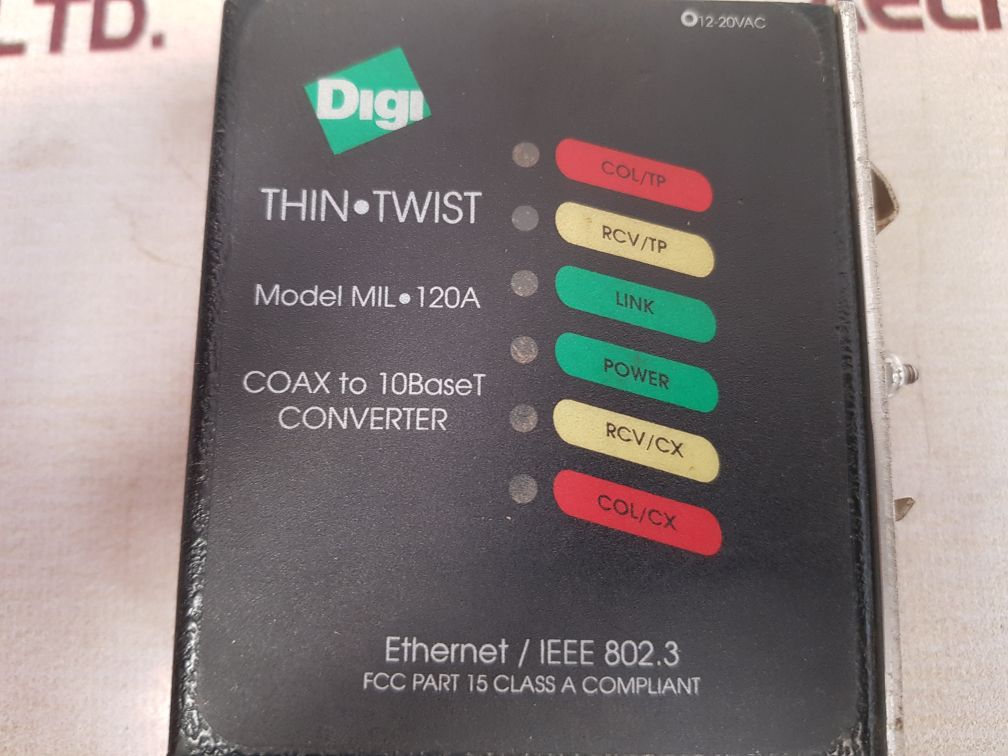 LTD.
12-20VAC
Digi
COL/TP
THIN•TWIST
RCV/TP
Model MIL•120A
LINK
COAX to 10BaseT
CONVERTER
POWER
RCV/CX
COL/CX
Ethernet / IEEE 802.3
FCC PART 15 CLASS A COMPLIANT